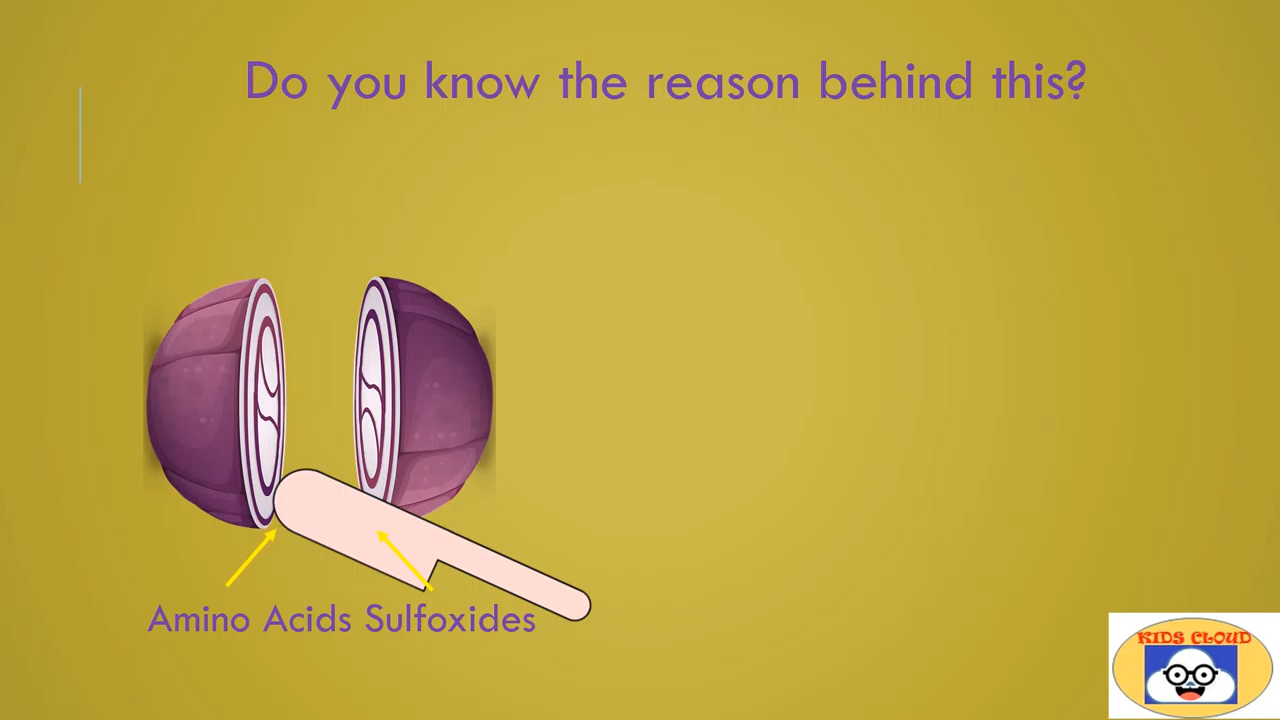 Do you know the reason behind this?
Amino Acids Sulfoxides
KIDS CLOUD